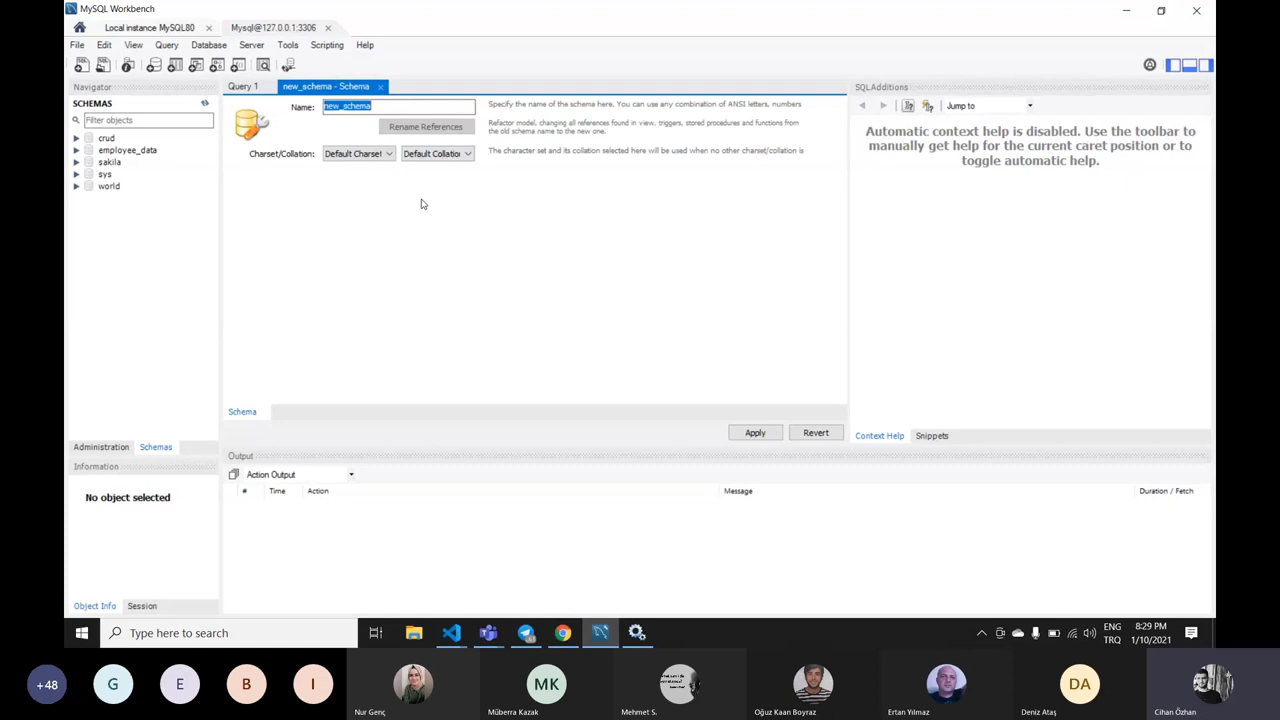 MySQL Workbench
Local instance MySQL80
Mysql@127.0.0.1:3306
File Edit View Query Database Server Tools Scripting Help
Navigator
SCHEMAS
Filter objects
crud
employee_data
sakila
sys
world
Administration Schemas
Information
No object selected
Object Info Session
Query 1
new_schema - Schema
Name: new_schema
Specify the name of the schema here. You can use any combination of ANSI letters, numbers
Rename References
Refactor model, changing all references found in view, triggers, stored procedures and functions from
the old schema name to the new one.
Charset/Collation: Default Charset Default Collation
The character set and its collation selected here will be used when no other charset/collation is
Schema
Apply Revert
SQLAdditions
Jump to
Automatic context help is disabled. Use the toolbar to
manually get help for the current caret position or to
toggle automatic help.
Context Help Snippets
Output
Action Output
# Time Action Message Duration / Fetch
Type here to search
ENG
TRQ
8:29 PM
1/10/2021
+48 G E B I MK DA
Nur Genç
Müberra Kazak
Mehmet S.
Oğuz Kaan Boyraz
Ertan Yılmaz
Deniz Ataş
Cihan Özhan